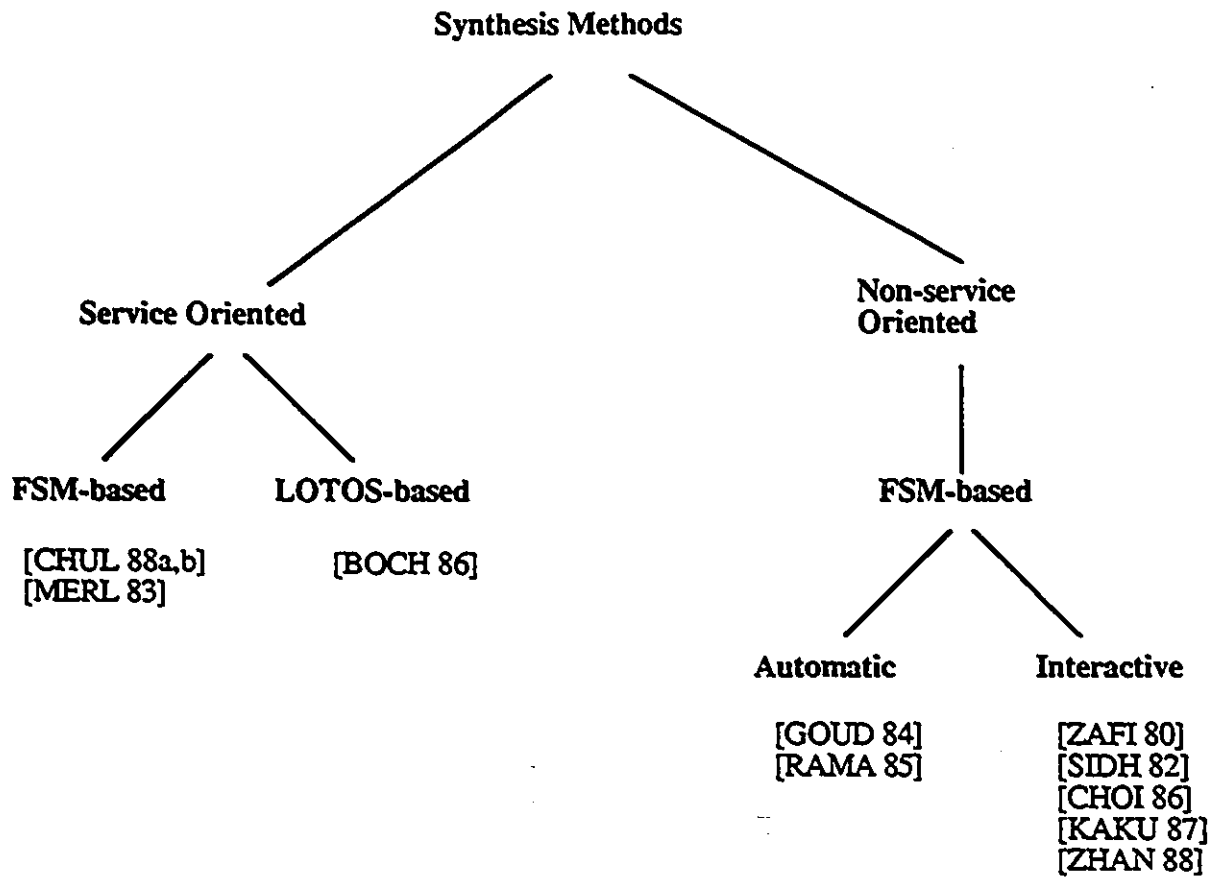 Synthesis Methods
Service Oriented
Non-service
Oriented
FSM-based
LOTOS-based
FSM-based
[CHUL 88a,b]
[MERL 83]
[BOCH 86]
Automatic
Interactive
[GOUD 84]
[RAMA 85]
[ZAFI 80]
[SIDH 82]
[CHOI 86]
[KAKU 87]
[ZHAN 88]